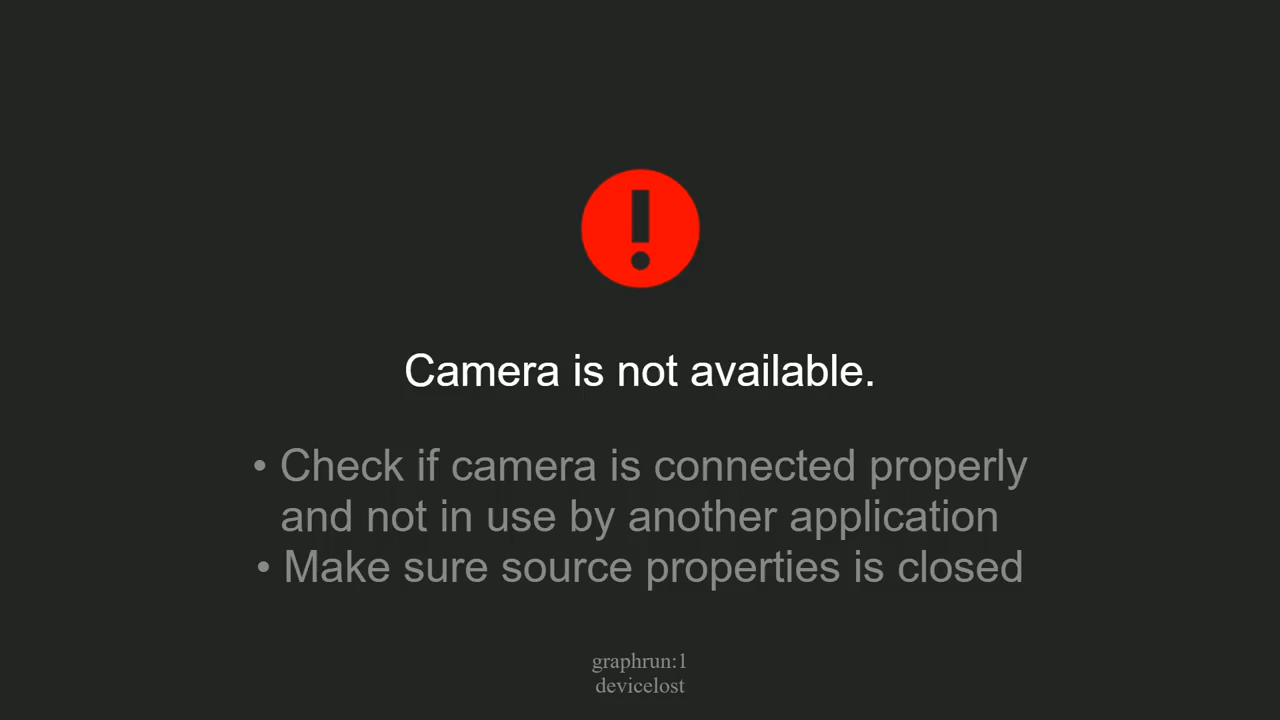 Camera is not available.
• Check if camera is connected properly
and not in use by another application
• Make sure source properties is closed
graphrun:1
devicelost